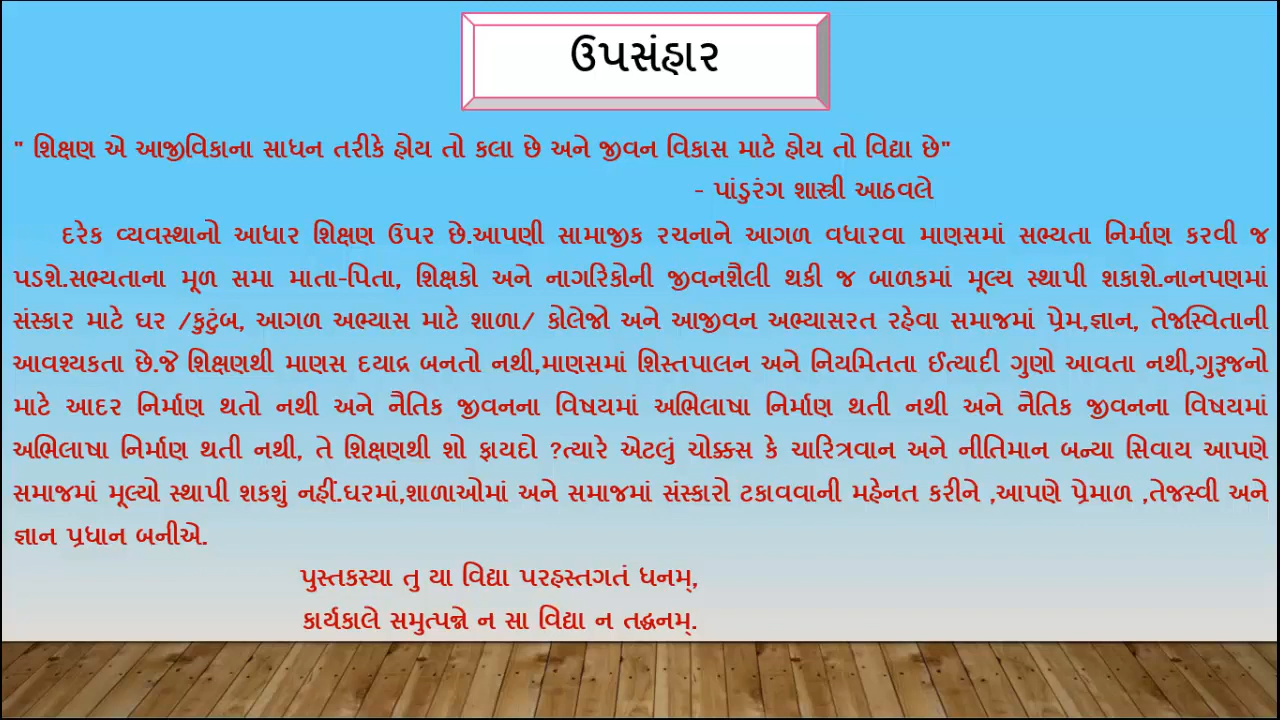 ઉપસંહાર
" શિક્ષણ એ આજીવિકાના સાધન તરીકે હોય તો કલા છે અને જીવન વિકાસ માટે હોય તો વિદ્યા છે"
- પાંડુરંગ શાસ્ત્રી આઠવલે
દરેક વ્યવસ્થાનો આધાર શિક્ષણ ઉપર છે.આપણી સામાજીક રચનાને આગળ વધારવા માણસમાં સભ્યતા નિર્માણ કરવી જ
પડશે.સભ્યતાના મૂળ સમા માતા-પિતા, શિક્ષકો અને નાગરિકોની જીવનશૈલી થકી જ બાળકમાં મૂલ્ય સ્થાપી શકાશે.નાનપણમાં
સંસ્કાર માટે ઘર /કુટુંબ, આગળ અભ્યાસ માટે શાળા/ કોલેજો અને આજીવન અભ્યાસરત રહેવા સમાજમાં પ્રેમ,જ્ઞાન, તેજસ્વિતાની
આવશ્યકતા છે.જે શિક્ષણથી માણસ દયાદ્ર બનતો નથી,માણસમાં શિસ્તપાલન અને નિયમિતતા ઈત્યાદી ગુણો આવતા નથી,ગુરૂજનો
માટે આદર નિર્માણ થતો નથી અને નૈતિક જીવનના વિષયમાં અભિલાષા નિર્માણ થતી નથી અને નૈતિક જીવનના વિષયમાં
અભિલાષા નિર્માણ થતી નથી, તે શિક્ષણથી શો ફાયદો ?ત્યારે એટલું ચોક્ક્સ કે ચારિત્રવાન અને નીતિમાન બન્યા સિવાય આપણે
સમાજમાં મૂલ્યો સ્થાપી શકશું નહીં.ઘરમાં,શાળાઓમાં અને સમાજમાં સંસ્કારો ટકાવવાની મહેનત કરીને ,આપણે પ્રેમાળ ,તેજસ્વી અને
જ્ઞાન પ્રધાન બનીએ.
પુસ્તકસ્યા તુ યા વિદ્યા પરહસ્તગતં ધનમ્,
કાર્યકાલે સમુત્પન્ને ન સા વિદ્યા ન તદ્ધનમ્.